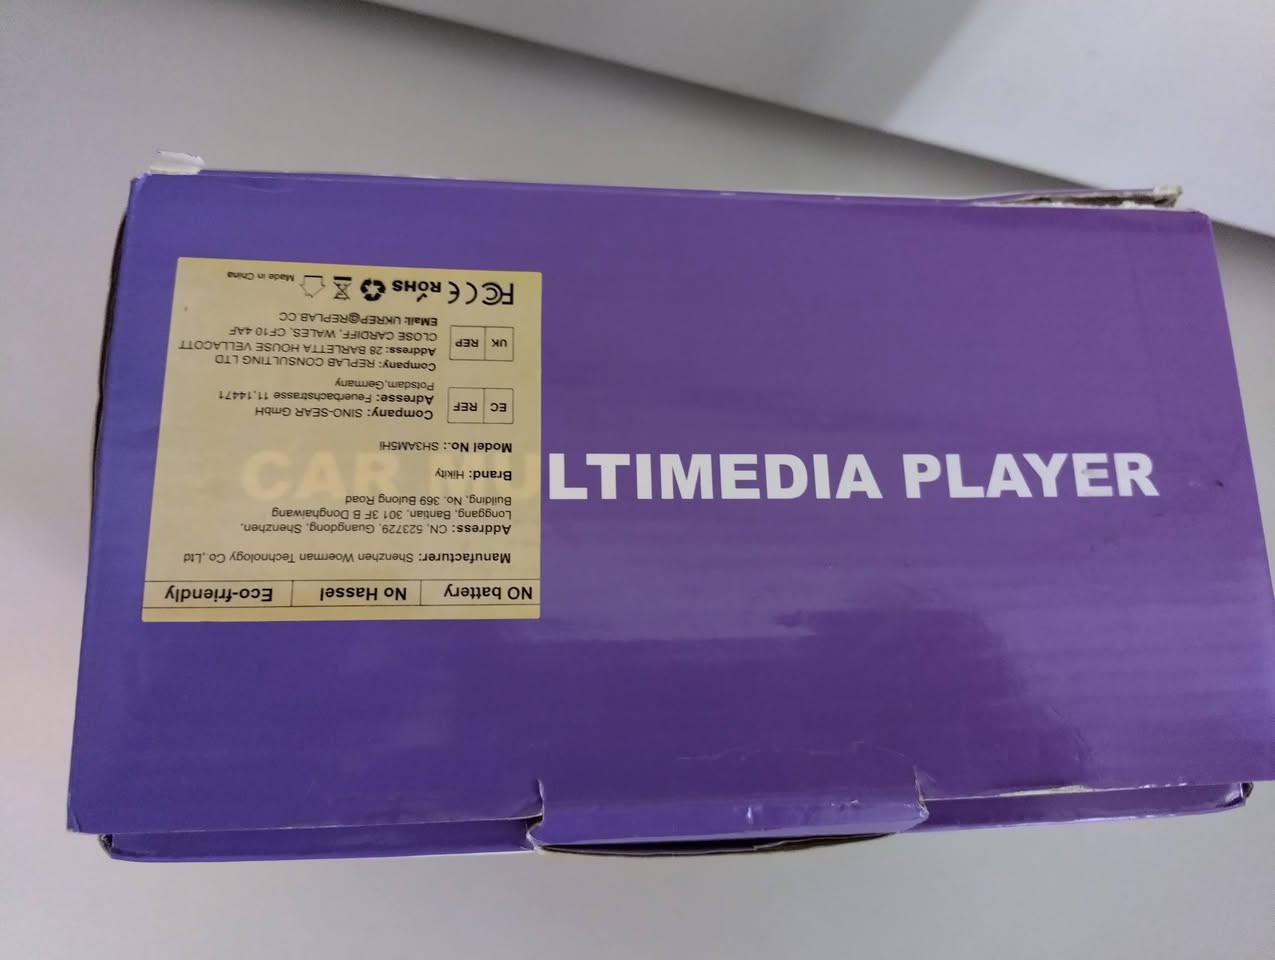 CAR MULTIMEDIA PLAYER
NO battery No Hassel Eco-friendly
Manufacturer: Shenzhen Woerman Technology Co.,Ltd
Address: CN, 523729, Guangdong, Shenzhen,
Longgang, Bantian, 301 3F B Donghaiwang
Building, No. 369 Bulong Road
Brand: Hikity
Model No.: SH3AM5Hi
EC REF
Company: SINO-SEAR GmbH
Adresse: Feuerbachstrasse 11,14471
Potsdam,Germany
UK REP
Company: REPLAB CONSULTING LTD
Address: 28 BARLETTA HOUSE VELLACOTT
CLOSE CARDIFF, WALES, CF10 4AF
EMail: UKREP@REPLAB.CC
FC CE ROHS Made in China